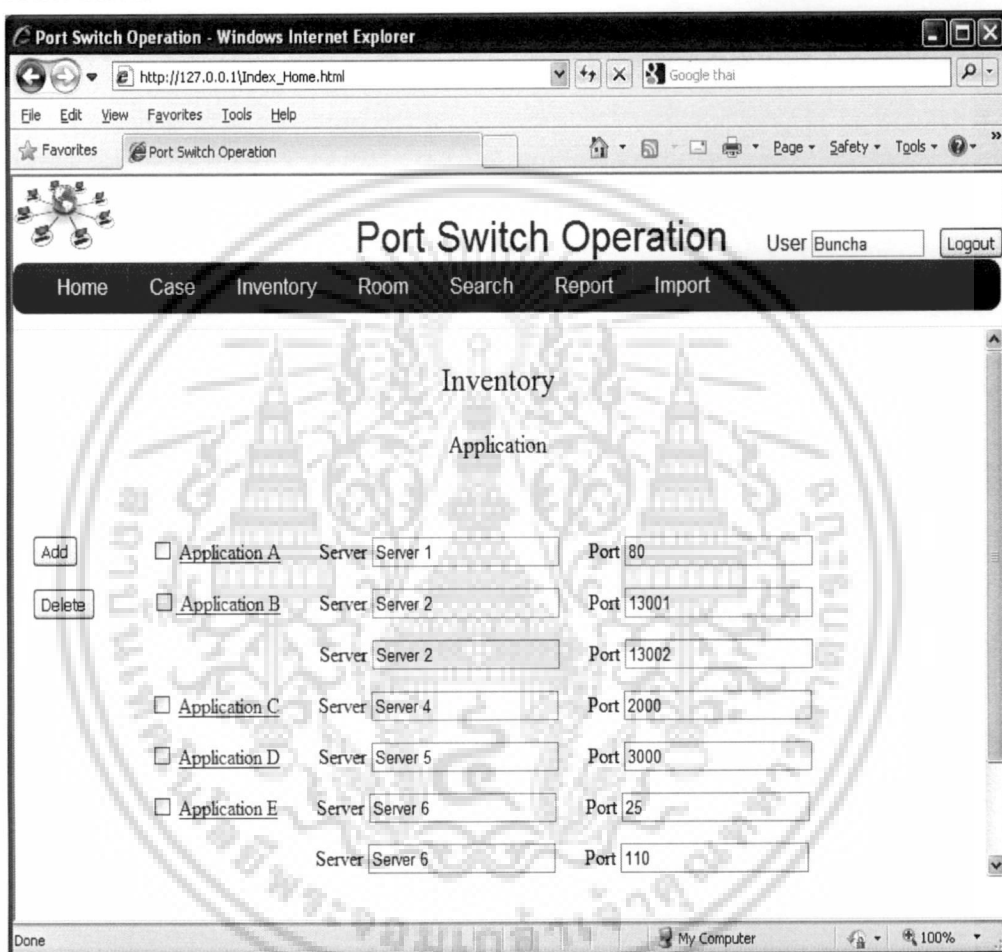 Port Switch Operation - Windows Internet Explorer
http://127.0.0.1\Index_Home.html
Google thai
File Edit View Favorites Tools Help
Favorites Port Switch Operation Page Safety Tools »
Port Switch Operation User Buncha Logout
Home Case Inventory Room Search Report Import
Inventory
Application
Add Application A Server Server 1 Port 80
Delete Application B Server Server 2 Port 13001
Server Server 2 Port 13002
Application C Server Server 4 Port 2000
Application D Server Server 5 Port 3000
Application E Server Server 6 Port 25
Server Server 6 Port 110
Done My Computer 100%